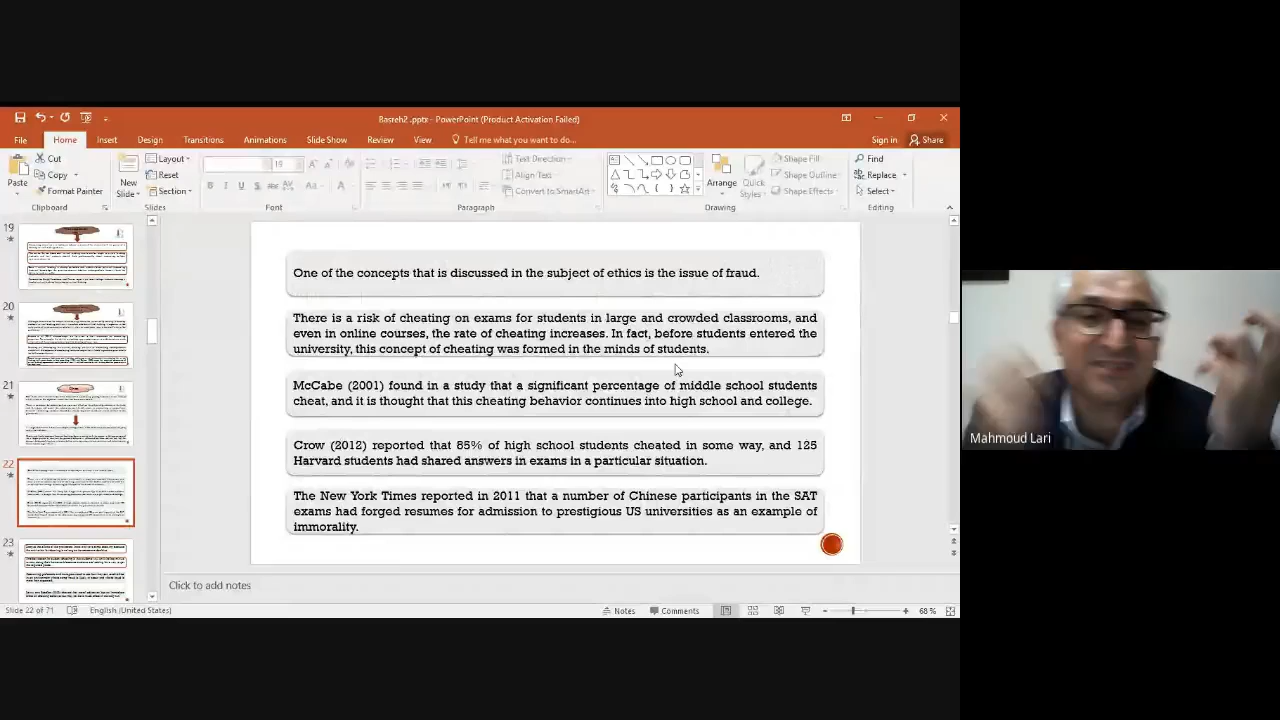 Basreh2 .pptx - PowerPoint (Product Activation Failed)
File Home Insert Design Transitions Animations Slide Show Review View Tell me what you want to do... Sign in Share
Paste
Cut
Copy
Format Painter
Clipboard
New
Slide
Layout
Reset
Section
Slides
19
Font
Text Direction
Align Text
Convert to SmartArt
Paragraph
Arrange
Quick
Styles
Shape Fill
Shape Outline
Shape Effects
Drawing
Find
Replace
Select
Editing
19
20
21
22
23
One of the concepts that is discussed in the subject of ethics is the issue of fraud.
There is a risk of cheating on exams for students in large and crowded classrooms, and
even in online courses, the rate of cheating increases. In fact, before students entered the
university, this concept of cheating was formed in the minds of students.
McCabe (2001) found in a study that a significant percentage of middle school students
cheat, and it is thought that this cheating behavior continues into high school and college.
Crow (2012) reported that 85% of high school students cheated in some way, and 125
Harvard students had shared answers in exams in a particular situation.
The New York Times reported in 2011 that a number of Chinese participants in the SAT
exams had forged resumes for admission to prestigious US universities as an example of
immorality.
Click to add notes
Slide 22 of 71 English (United States) Notes Comments 68 %
Mahmoud Lari